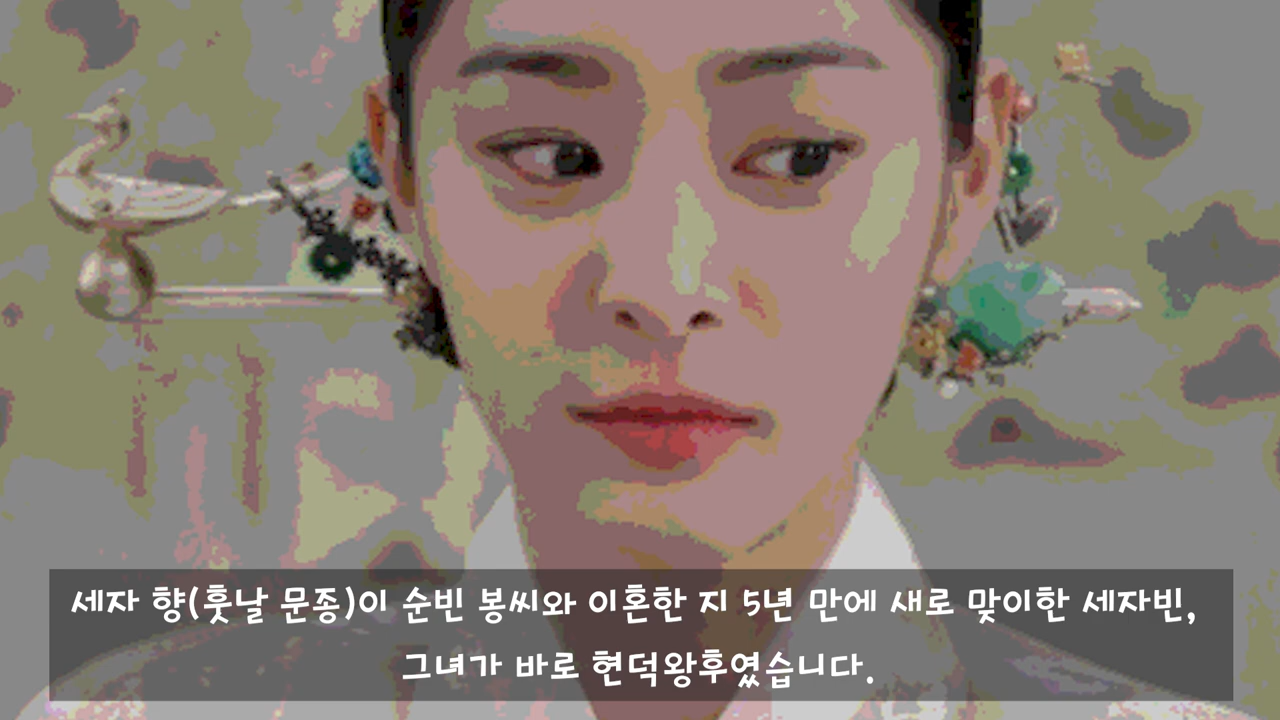 세자 향(훗날 문종)이 순빈 봉씨와 이혼한 지 5년 만에 새로 맞이한 세자빈,
그녀가 바로 현덕왕후였습니다.